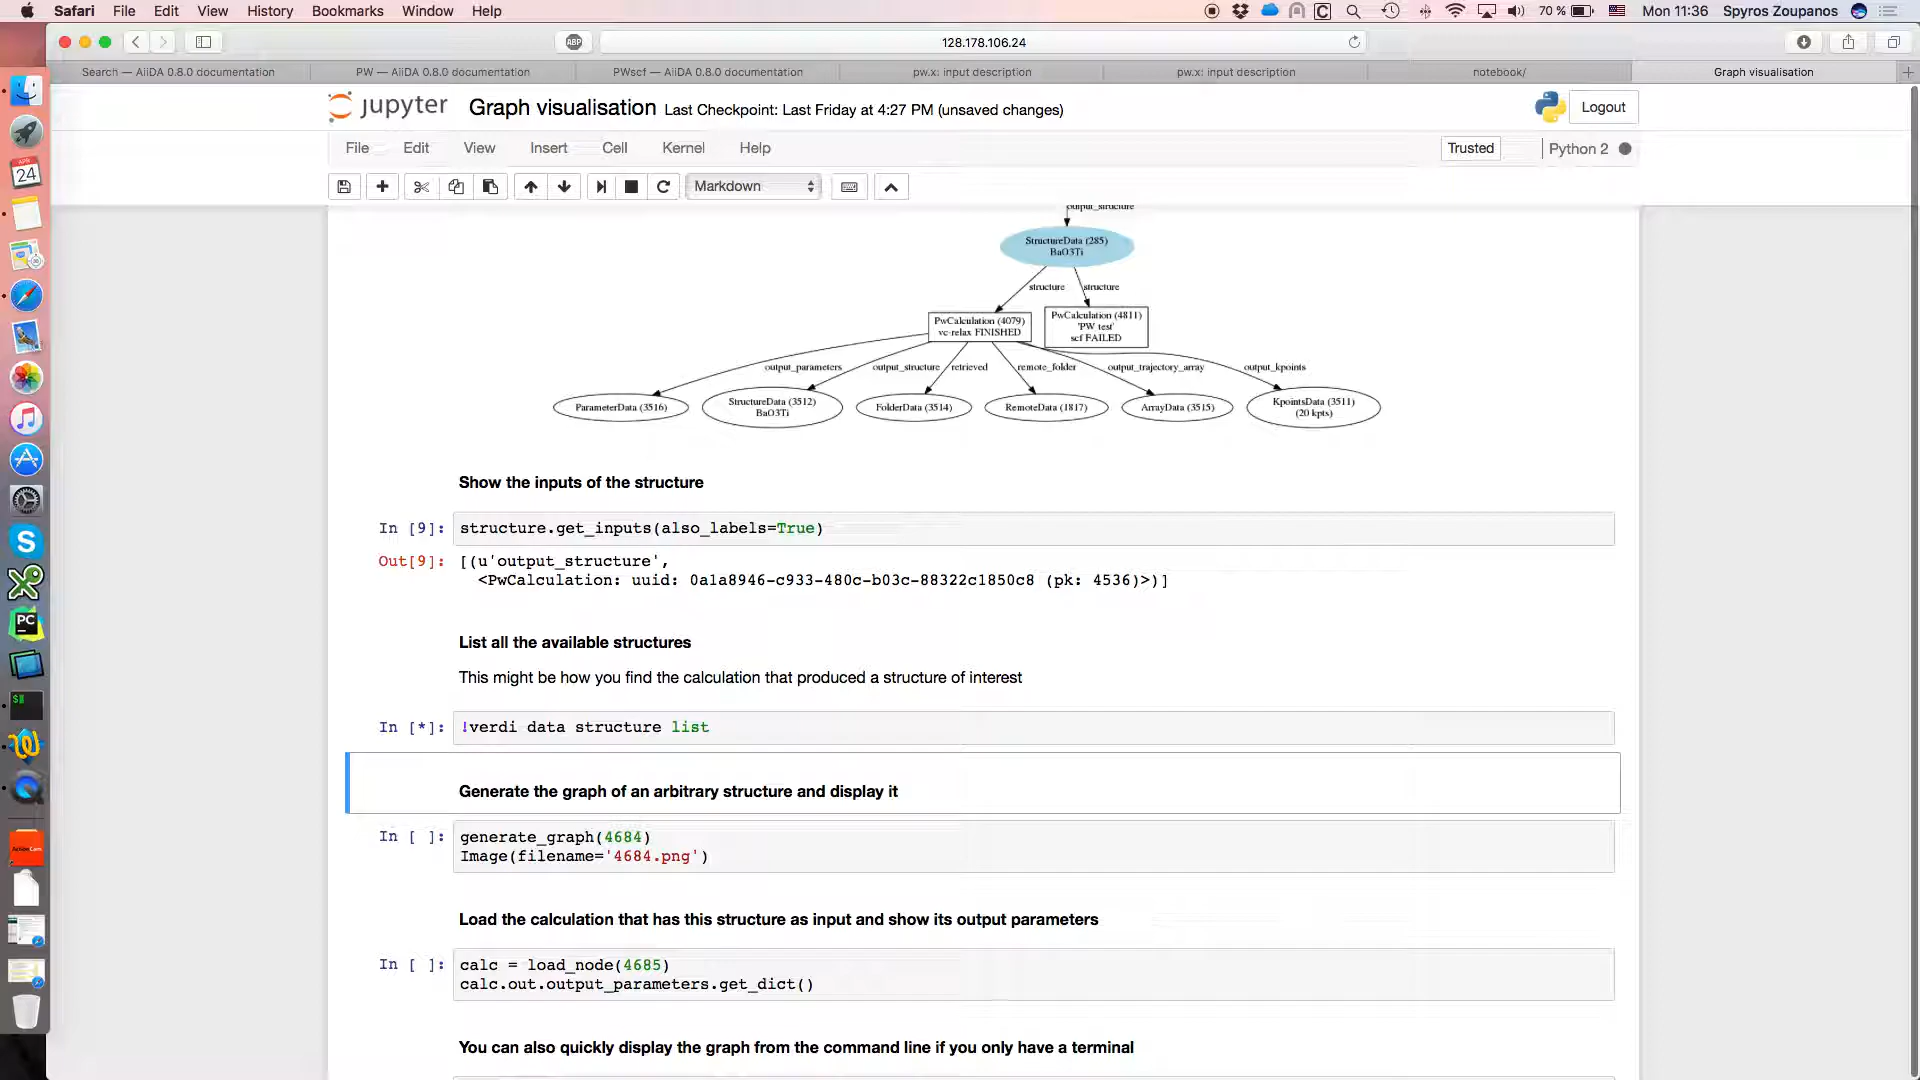 Safari File Edit View History Bookmarks Window Help
70 % Mon 11:36 Spyros Zoupanos
ABP 128.178.106.24
Search — AiiDA 0.8.0 documentation PW — AiiDA 0.8.0 documentation PWscf — AiiDA 0.8.0 documentation pw.x: input description pw.x: input description notebook/ Graph visualisation
jupyter Graph visualisation Last Checkpoint: Last Friday at 4:27 PM (unsaved changes) Logout
File Edit View Insert Cell Kernel Help Trusted Python 2
Markdown
output_structure
StructureData (285)
BaO3Ti
structure structure
PwCalculation (4079)
vc-relax FINISHED
PwCalculation (4811)
'PW test'
scf FAILED
output_parameters output_structure retrieved remote_folder output_trajectory_array output_kpoints
ParameterData (3516)
StructureData (3512)
BaO3Ti
FolderData (3514)
RemoteData (1817)
ArrayData (3515)
KpointsData (3511)
(20 kpts)
Show the inputs of the structure
In [9]: structure.get_inputs(also_labels=True)
Out[9]: [(u'output_structure',
<PwCalculation: uuid: 0a1a8946-c933-480c-b03c-88322c1850c8 (pk: 4536)>)]
List all the available structures
This might be how you find the calculation that produced a structure of interest
In [*]: !verdi data structure list
Generate the graph of an arbitrary structure and display it
In [ ]: generate_graph(4684)
Image(filename='4684.png')
Load the calculation that has this structure as input and show its output parameters
In [ ]: calc = load_node(4685)
calc.out.output_parameters.get_dict()
You can also quickly display the graph from the command line if you only have a terminal
APR
24
PC